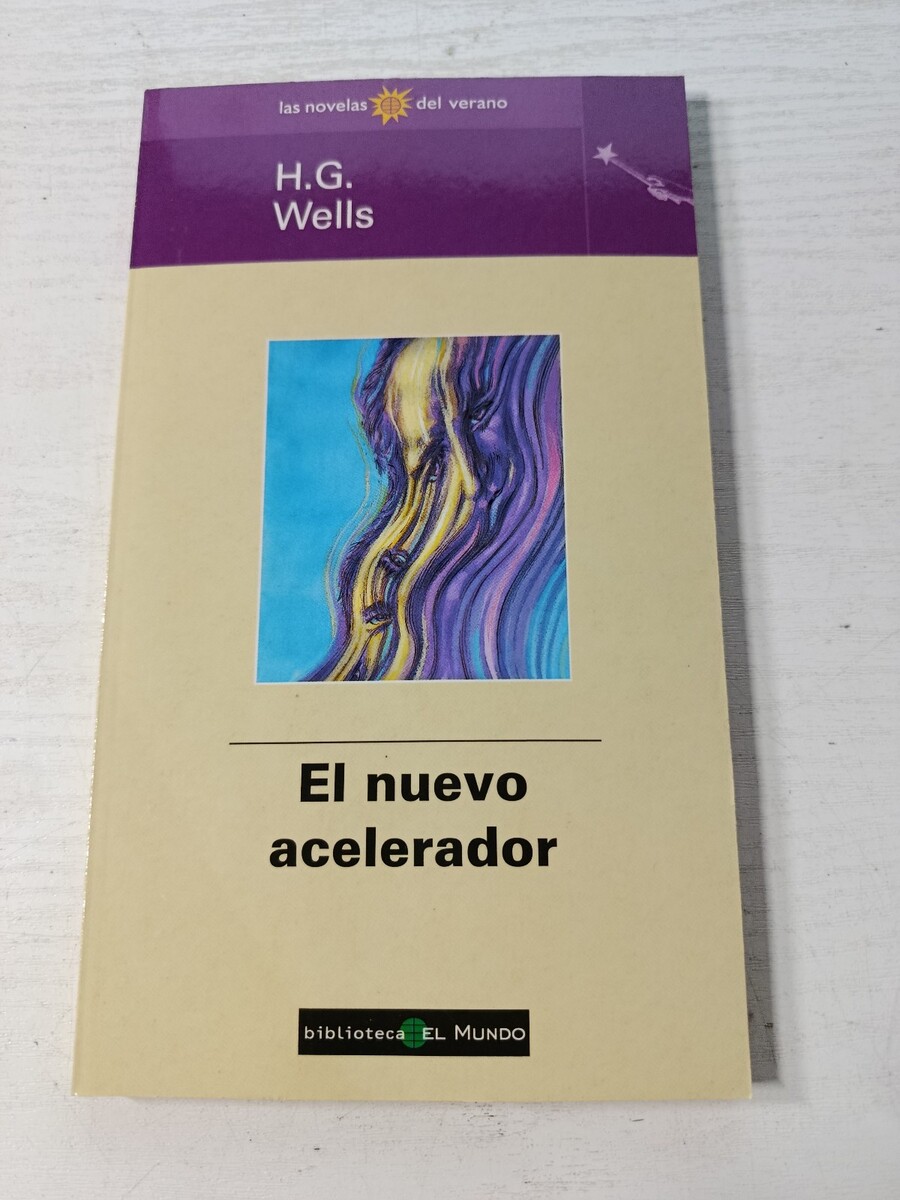 las novelas del verano
H.G.
Wells
El nuevo
acelerador
biblioteca EL MUNDO